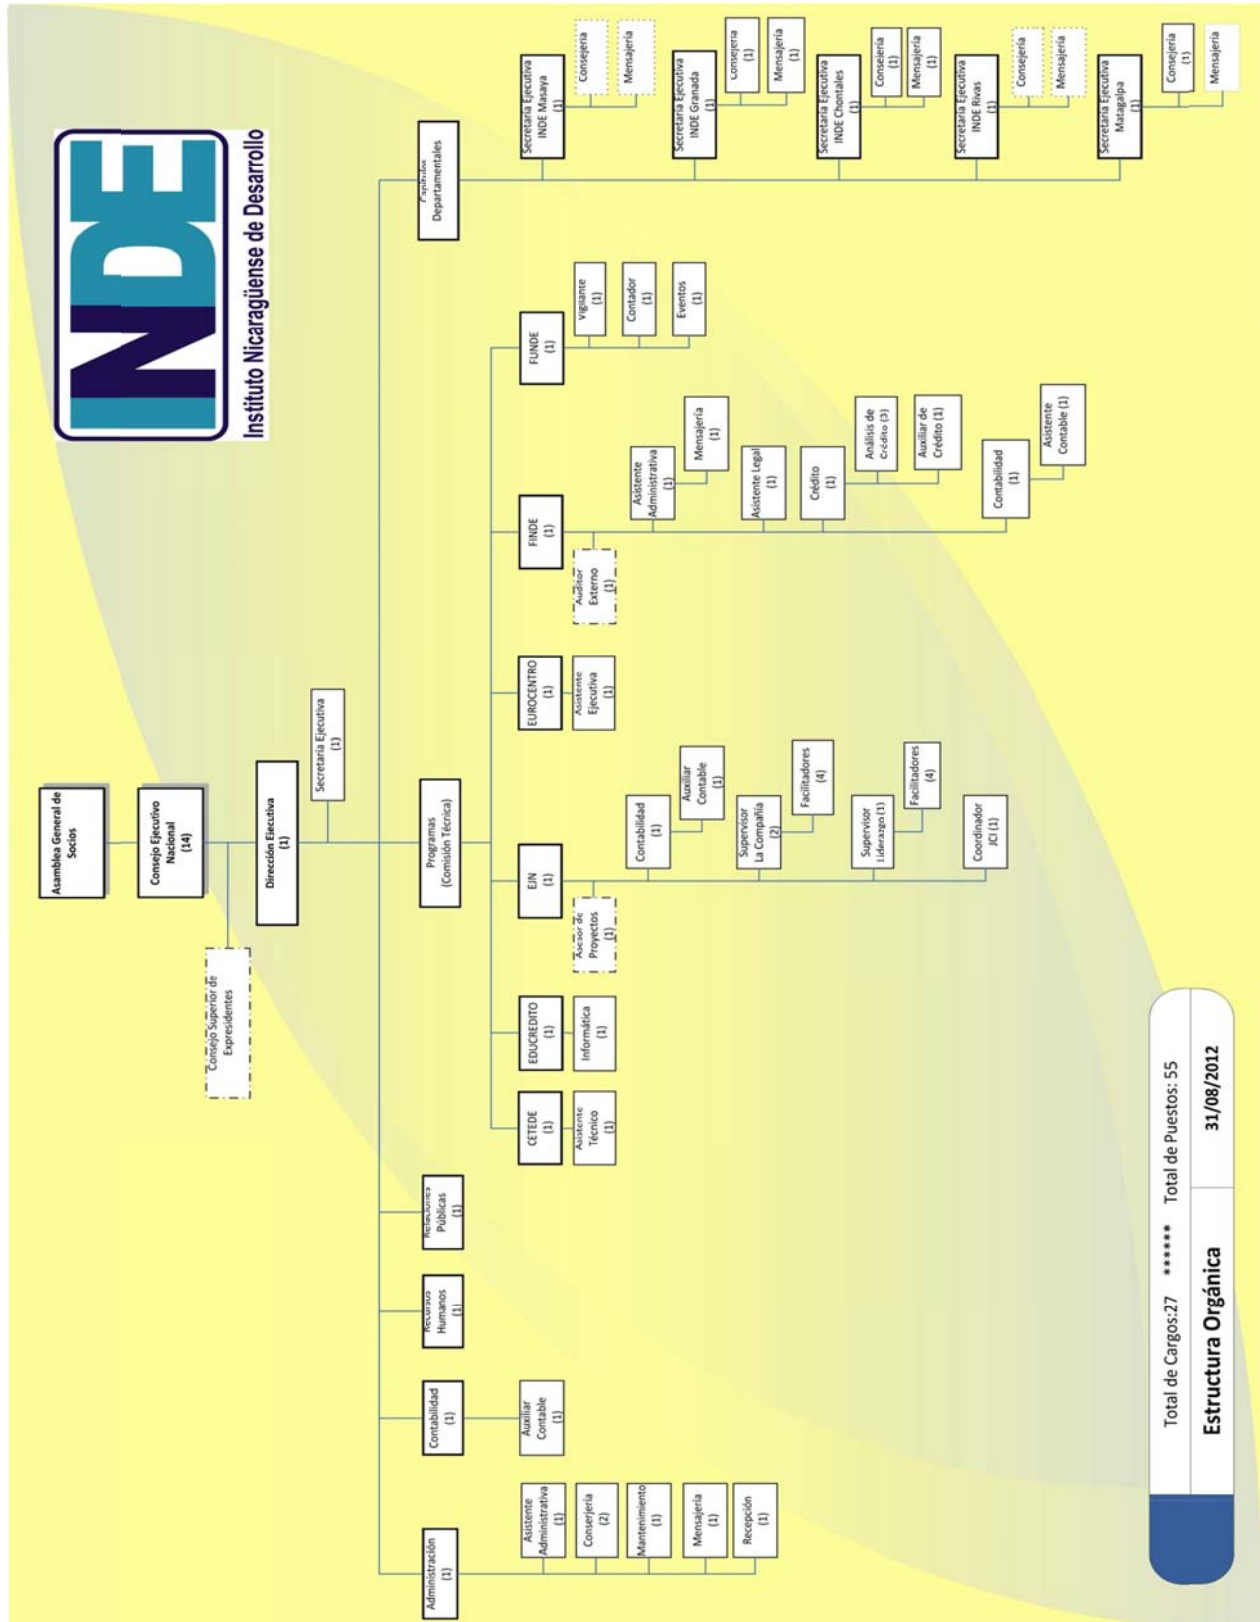 INDE
Instituto Nicaragüense de Desarrollo
Asamblea General de
Socios
Consejo Ejecutivo
Nacional
(14)
Consejo Superior de
Expresidentes
Dirección Ejecutiva
(1)
Secretaria Ejecutiva
(1)
Administración
(1)
Asistente
Administrativa
(1)
Conserjería
(2)
Mantenimiento
(1)
Mensajería
(1)
Recepción
(1)
Contabilidad
(1)
Auxiliar
Contable
(1)
Recursos
Humanos
(1)
Relaciones
Públicas
(1)
Programas
(Comisión Técnica)
CETEDE
(1)
Asistente
Técnico
(1)
EDUCREDITO
(1)
Informática
(1)
EJN
(1)
Asesor de
Proyectos
(1)
Contabilidad
(1)
Auxiliar
Contable
(1)
Supervisor
La Compañía
(2)
Facilitadores
(4)
Supervisor
Liderazgo (1)
Facilitadores
(4)
Coordinador
JCI (1)
EUROCENTRO
(1)
Asistente
Ejecutiva
(1)
FINDE
(1)
Auditor
Externo
(1)
Asistente
Administrativa
(1)
Mensajería
(1)
Asistente Legal
(1)
Crédito
(1)
Análisis de
Crédito (3)
Auxiliar de
Crédito (1)
Contabilidad
(1)
Asistente
Contable (1)
FUNDE
(1)
Vigilante
(1)
Contador
(1)
Eventos
(1)
Capítulos
Departamentales
Secretaria Ejecutiva
INDE Masaya
(1)
Consejería
Mensajería
Secretaria Ejecutiva
INDE Granada
(1)
Consejería
(1)
Mensajería
(1)
Secretaria Ejecutiva
INDE Chontales
(1)
Consejería
(1)
Mensajería
(1)
Secretaria Ejecutiva
INDE Rivas
(1)
Consejería
Mensajería
Secretaria Ejecutiva
Matagalpa
(1)
Consejería
(1)
Mensajería
Total de Cargos:27 ****** Total de Puestos: 55
Estructura Orgánica 31/08/2012